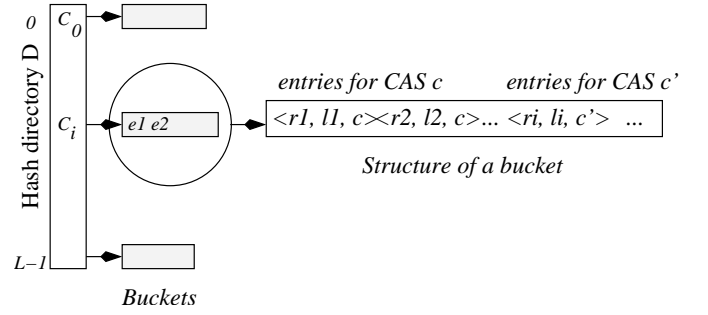 0
C0
Hash directory D
Ci
e1 e2
L−1
Buckets
entries for CAS c
entries for CAS c'
<r1, l1, c><r2, l2, c>... <ri, li, c'> ...
Structure of a bucket